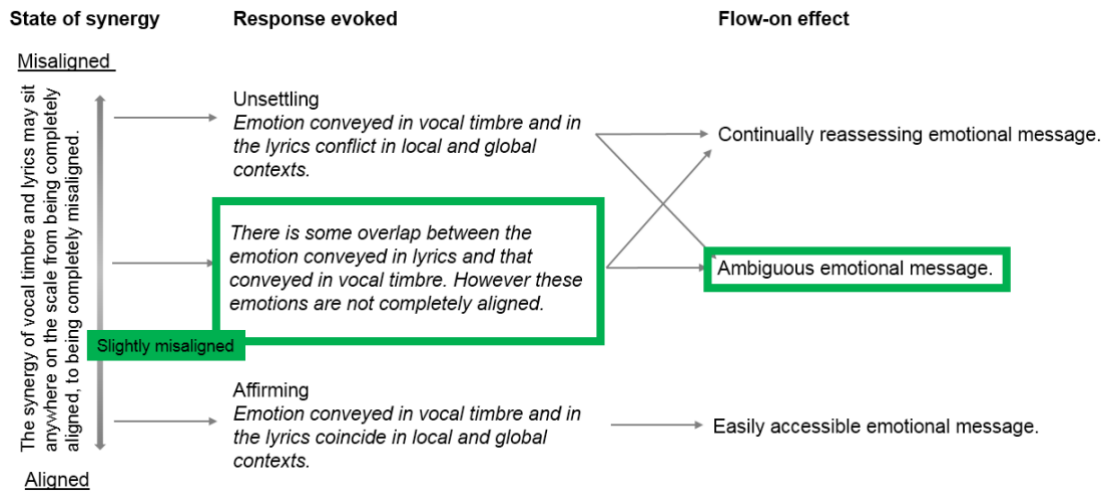 State of synergy
Response evoked
Flow-on effect
Misaligned
The synergy of vocal timbre and lyrics may sit
anywhere on the scale from being completely
aligned, to being completely misaligned.
Unsettling
Emotion conveyed in vocal timbre and in
the lyrics conflict in local and global
contexts.
Continually reassessing emotional message.
There is some overlap between the
emotion conveyed in lyrics and that
conveyed in vocal timbre. However these
emotions are not completely aligned.
Ambiguous emotional message.
Slightly misaligned
Affirming
Emotion conveyed in vocal timbre and in
the lyrics coincide in local and global
contexts.
Easily accessible emotional message.
Aligned